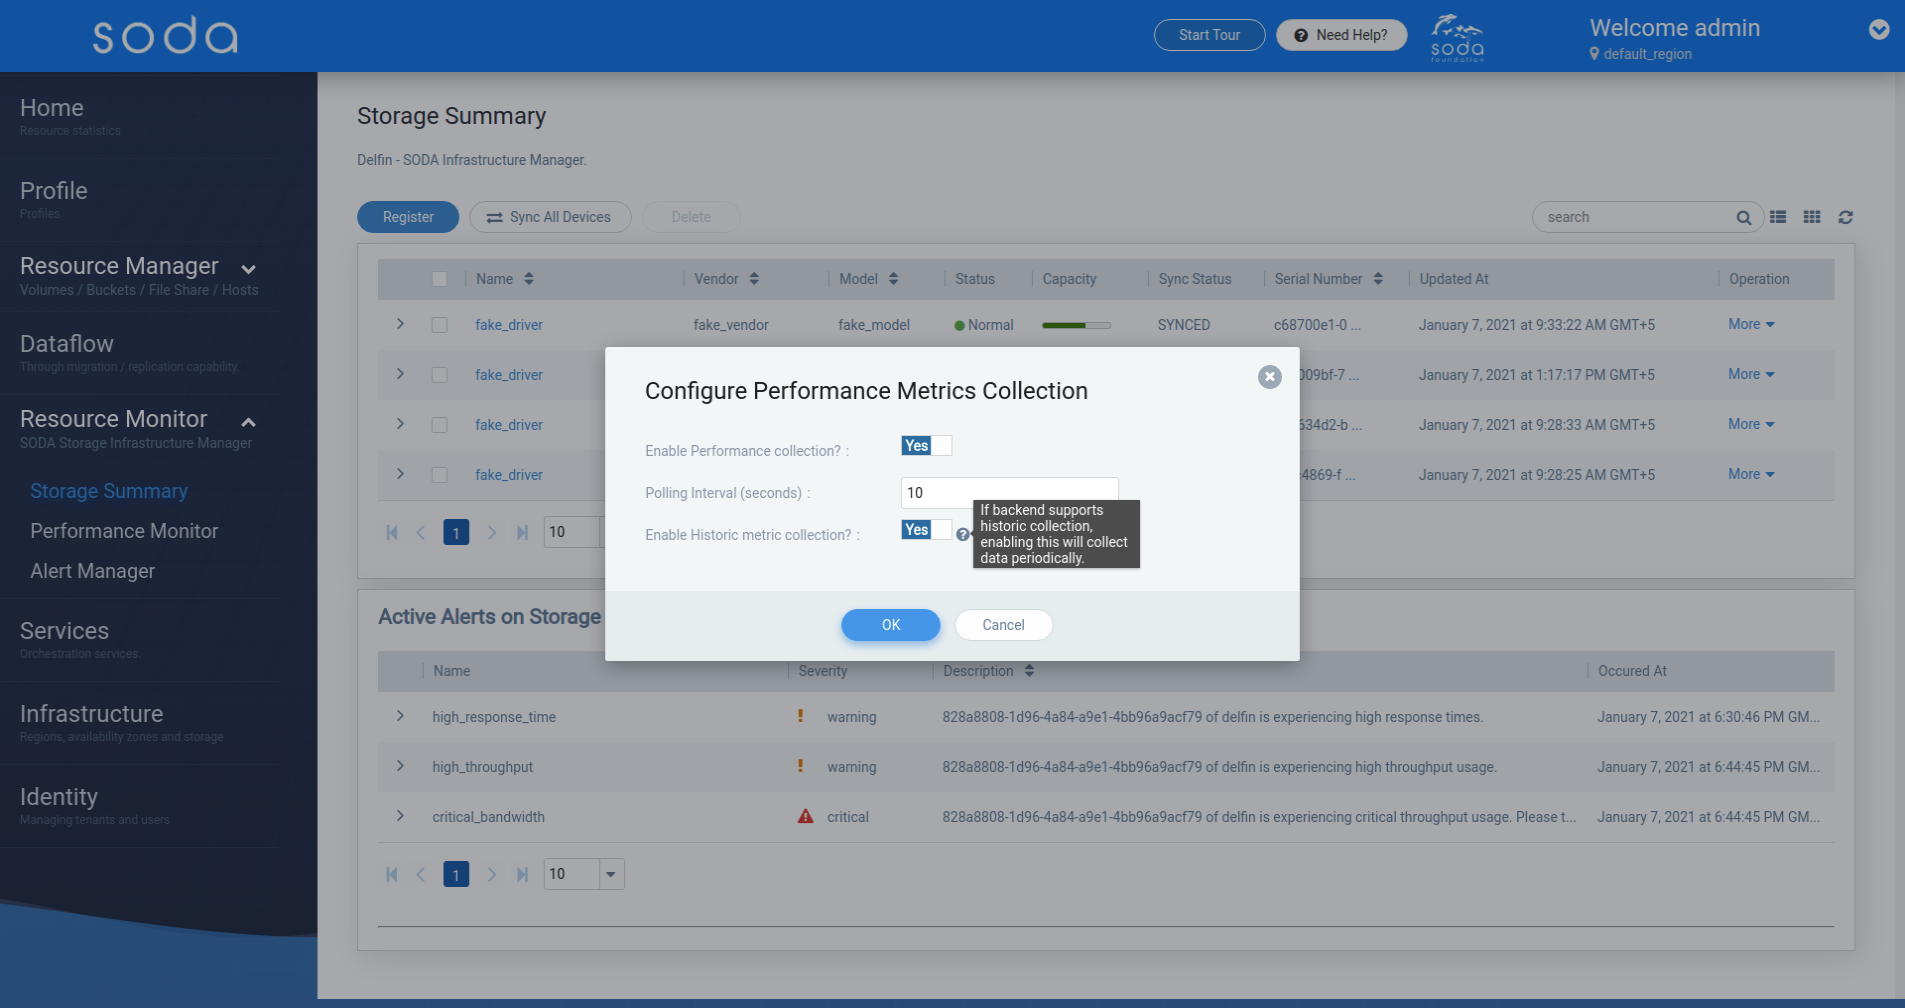 soda
Start Tour
Need Help?
soda
foundation
Welcome admin
default_region
Home
Resource statistics
Profile
Profiles
Resource Manager
Volumes / Buckets / File Share / Hosts
Dataflow
Through migration / replication capability.
Resource Monitor
SODA Storage Infrastructure Manager
Storage Summary
Performance Monitor
Alert Manager
Services
Orchestration services.
Infrastructure
Regions, availability zones and storage
Identity
Managing tenants and users
Storage Summary
Delfin - SODA Infrastructure Manager.
Register
Sync All Devices
Delete
search
Name Vendor Model Status Capacity Sync Status Serial Number Updated At Operation
fake_driver fake_vendor fake_model Normal SYNCED c68700e1-0 ... January 7, 2021 at 9:33:22 AM GMT+5 More
fake_driver 009bf-7 ... January 7, 2021 at 1:17:17 PM GMT+5 More
fake_driver 634d2-b ... January 7, 2021 at 9:28:33 AM GMT+5 More
fake_driver 4869-f ... January 7, 2021 at 9:28:25 AM GMT+5 More
1 10
Configure Performance Metrics Collection
Enable Performance collection? : Yes
Polling Interval (seconds) : 10
Enable Historic metric collection? : Yes
If backend supports
historic collection,
enabling this will collect
data periodically.
OK
Cancel
Active Alerts on Storage
Name Severity Description Occured At
high_response_time warning 828a8808-1d96-4a84-a9e1-4bb96a9acf79 of delfin is experiencing high response times. January 7, 2021 at 6:30:46 PM GM...
high_throughput warning 828a8808-1d96-4a84-a9e1-4bb96a9acf79 of delfin is experiencing high throughput usage. January 7, 2021 at 6:44:45 PM GM...
critical_bandwidth critical 828a8808-1d96-4a84-a9e1-4bb96a9acf79 of delfin is experiencing critical throughput usage. Please t... January 7, 2021 at 6:44:45 PM GM...
1 10